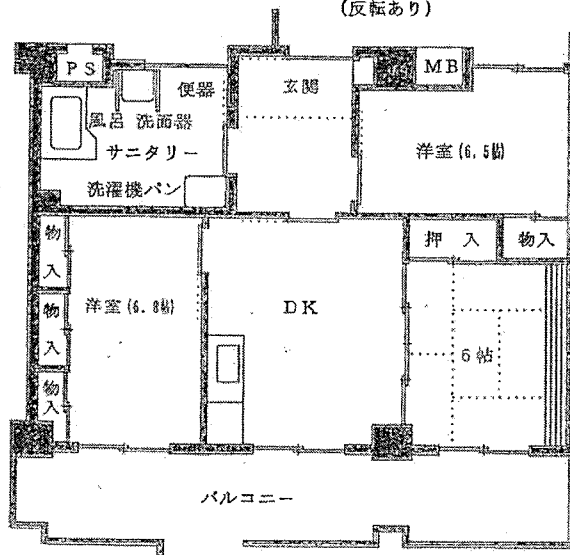 (反転あり)
PS
便器
玄関
MB
風呂 洗面器
サニタリー
洋室(6.5帖)
洗濯機パン
物入
押入
物入
洋室(6.8帖)
DK
物入
6帖
物入
バルコニー